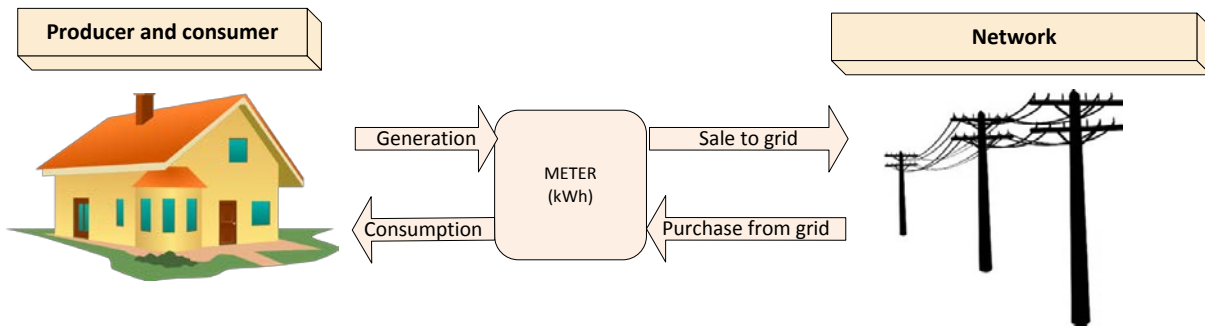 Producer and consumer
Network
Generation
Sale to grid
METER
(kWh)
Consumption
Purchase from grid